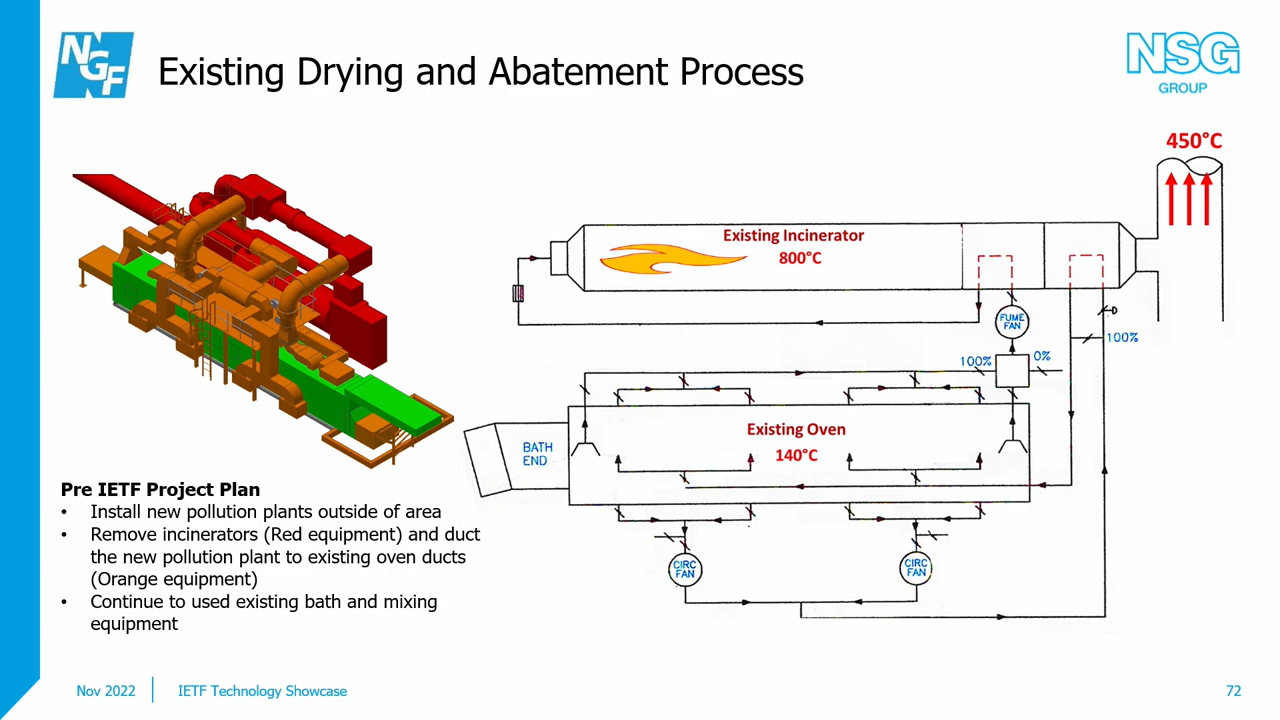 NGF
Existing Drying and Abatement Process
NSG
GROUP
450°C
Existing Incinerator
800°C
FUME
FAN
100%
100%
0%
Existing Oven
140°C
BATH
END
CIRC
FAN
CIRC
FAN
Pre IETF Project Plan
• Install new pollution plants outside of area
• Remove incinerators (Red equipment) and duct
the new pollution plant to existing oven ducts
(Orange equipment)
• Continue to used existing bath and mixing
equipment
Nov 2022
IETF Technology Showcase
72